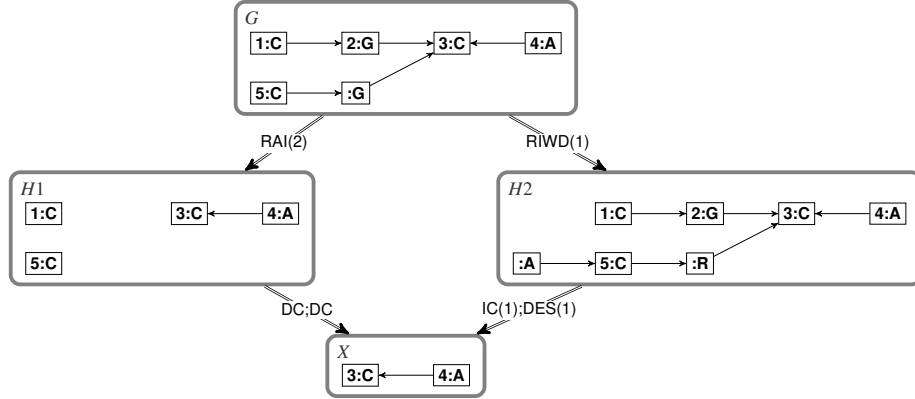 G
1:C 2:G 3:C 4:A
5:C :G
RAI(2) RIWD(1)
H1 H2
1:C 3:C 4:A 1:C 2:G 3:C 4:A
5:C :A 5:C :R
DC;DC IC(1);DES(1)
X
3:C 4:A